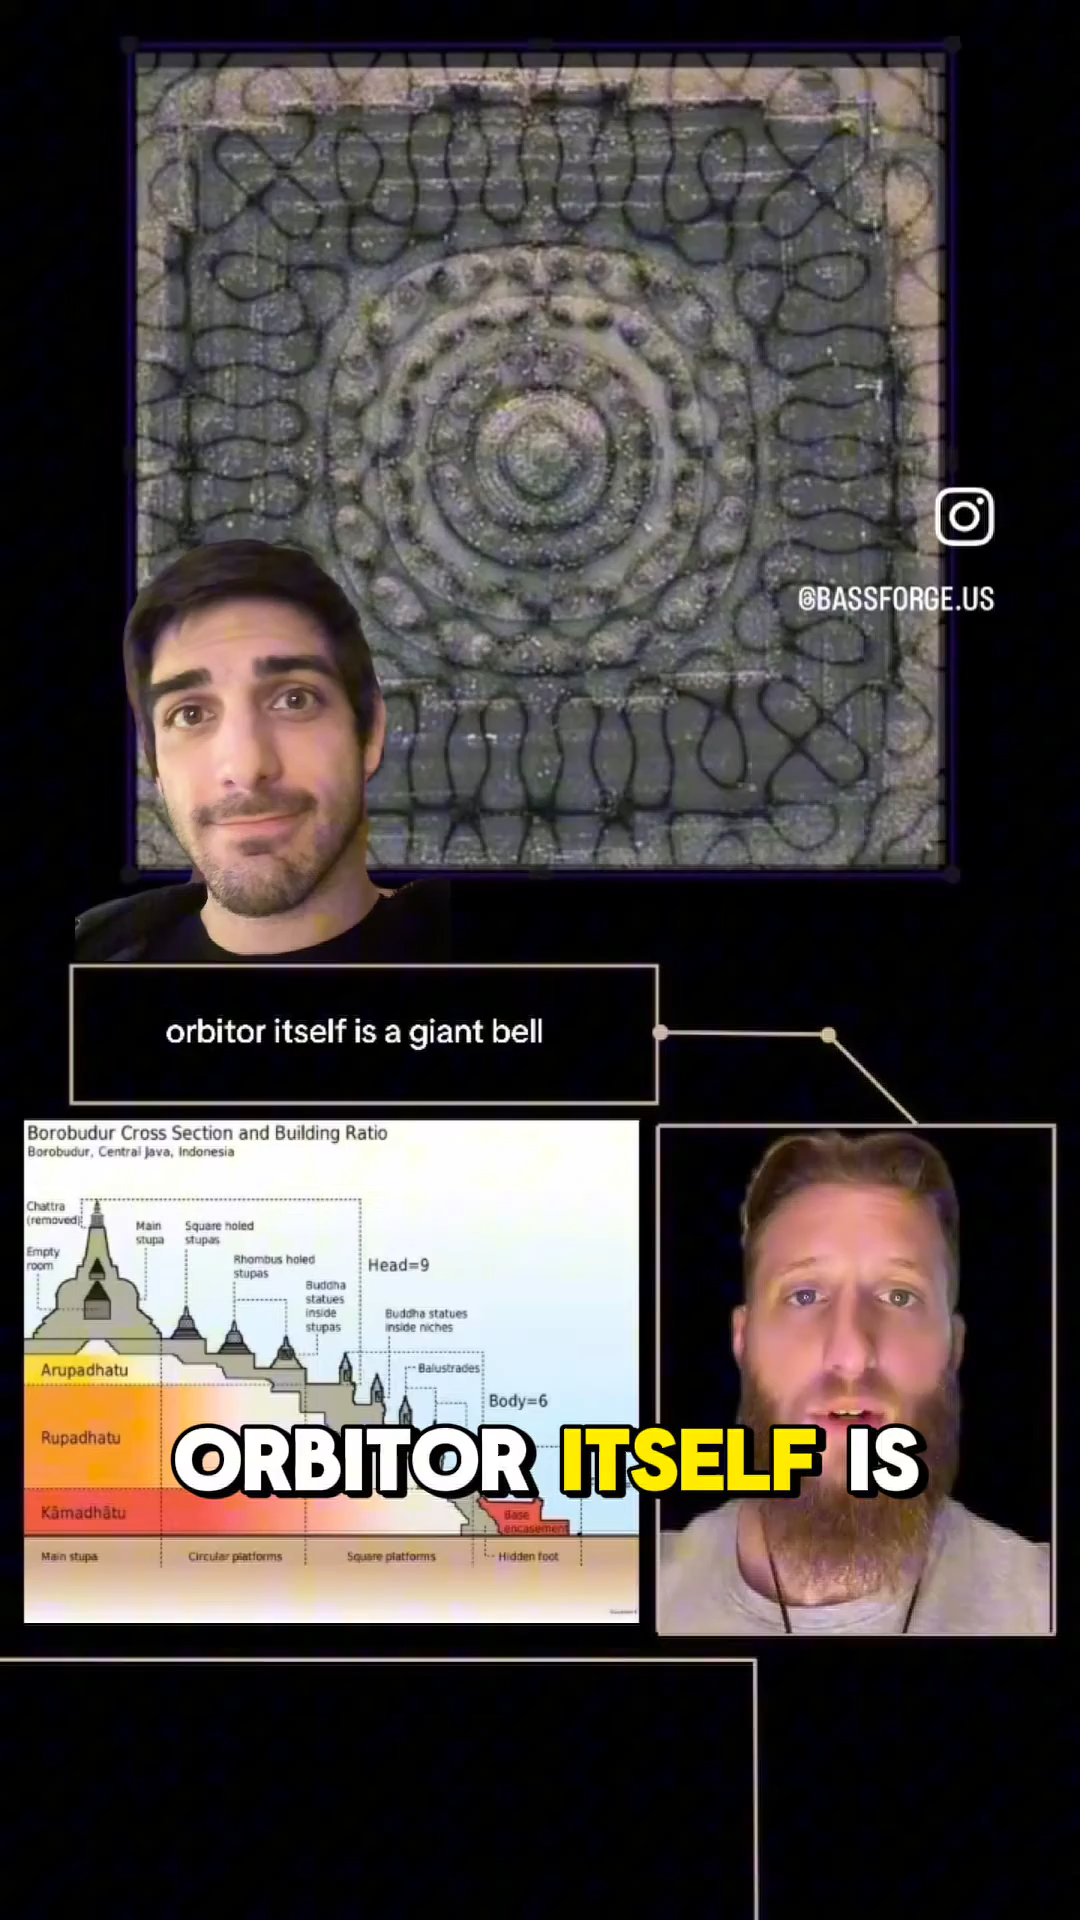 @BASSFORGE.US
orbitor itself is a giant bell
Borobudur Cross Section and Building Ratio
Borobudur, Central Java, Indonesia
Chattra
(removed)
Main
stupa
Square holed
stupas
Empty
room
Rhombus holed
stupas
Head=9
Buddha
statues
inside
stupas
Buddha statues
inside niches
Arupadhatu
Balustrades
Body=6
Rupadhatu
ORBITOR ITSELF IS
Kâmadhâtu
Base
encasement
Main stupa
Circular platforms
Square platforms
Hidden foot